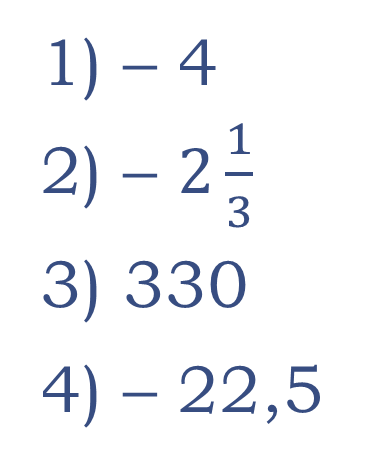 1) – 4
2) – 2 1/3
3) 330
4) – 22,5